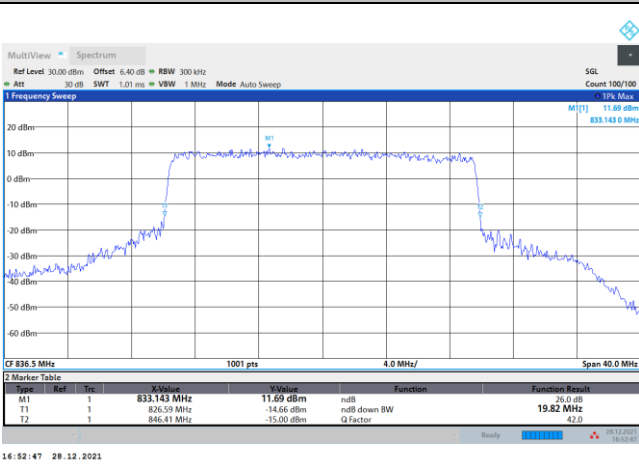 MultiView Spectrum
Ref Level 30.00 dBm Offset 6.40 dB RBW 300 kHz SGL
Att 30 dB SWT 1.01 ms VBW 1 MHz Mode Auto Sweep Count 100/100
1 Frequency Sweep 1Pk Max
M1[1] 11.69 dBm
833.143 0 MHz
20 dBm
M1
10 dBm
0 dBm
-10 dBm
T1 T2
-20 dBm
-30 dBm
-40 dBm
-50 dBm
-60 dBm
CF 836.5 MHz 1001 pts 4.0 MHz/ Span 40.0 MHz
2 Marker Table
Type Ref Trc X-Value Y-Value Function Function Result
M1 1 833.143 MHz 11.69 dBm ndB 26.0 dB
T1 1 826.59 MHz -14.66 dBm ndB down BW 19.82 MHz
T2 1 846.41 MHz -15.00 dBm Q Factor 42.0
Ready 28.12.2021
16:52:47
16:52:47 28.12.2021